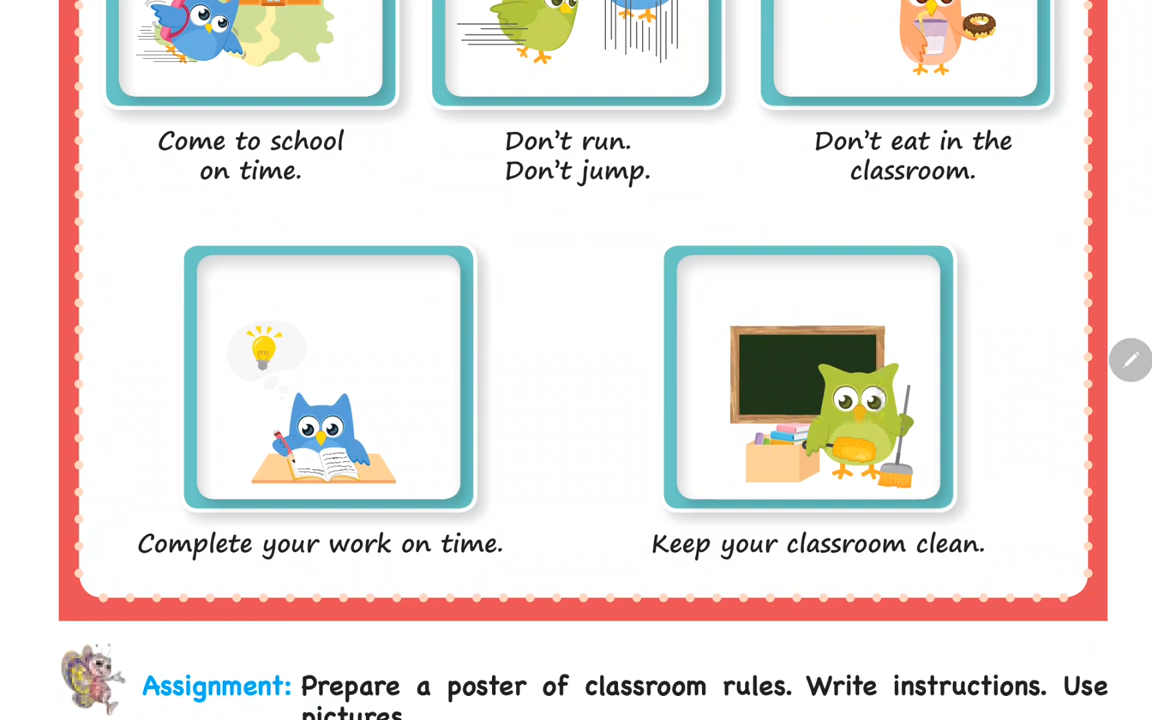 Come to school
on time.
Don't run.
Don't jump.
Don't eat in the
classroom.
Complete your work on time.
Keep your classroom clean.
Assignment: Prepare a poster of classroom rules. Write instructions. Use
pictures.